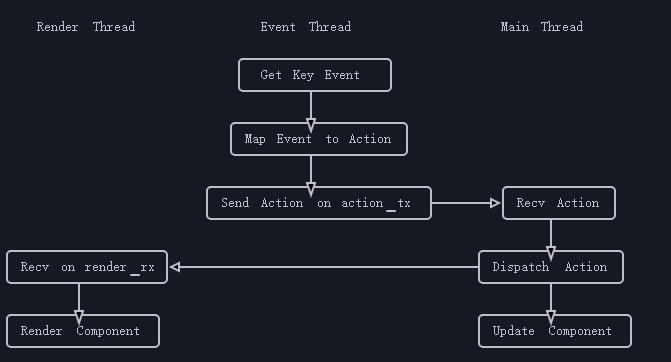 Render Thread
Event Thread
Main Thread
Get Key Event
Map Event to Action
Send Action on action_tx
Recv Action
Recv on render_rx
Dispatch Action
Render Component
Update Component